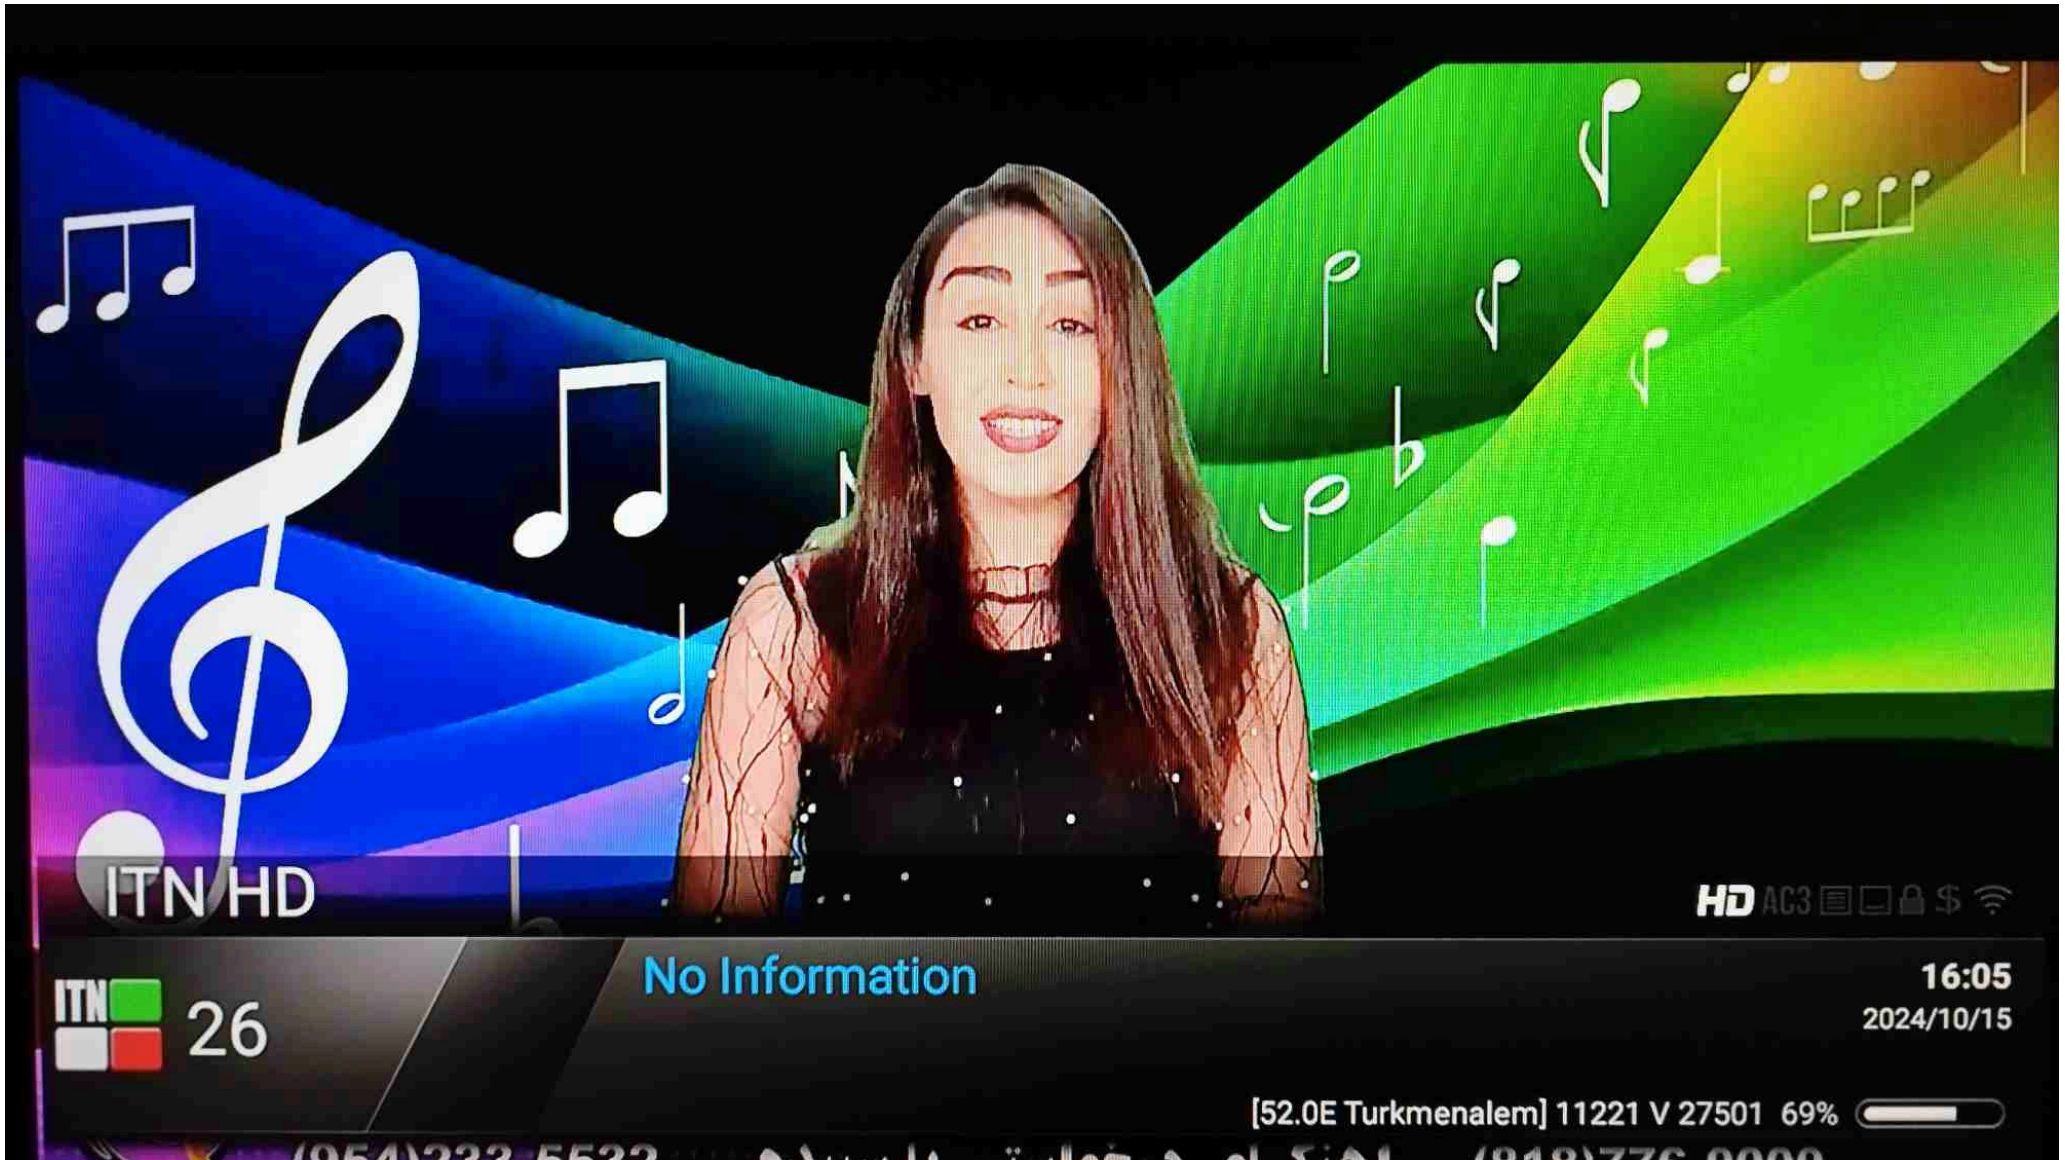 ITN HD
HD AC3 $
ITN
26
No Information
16:05
2024/10/15
[52.0E Turkmenalem] 11221 V 27501 69%